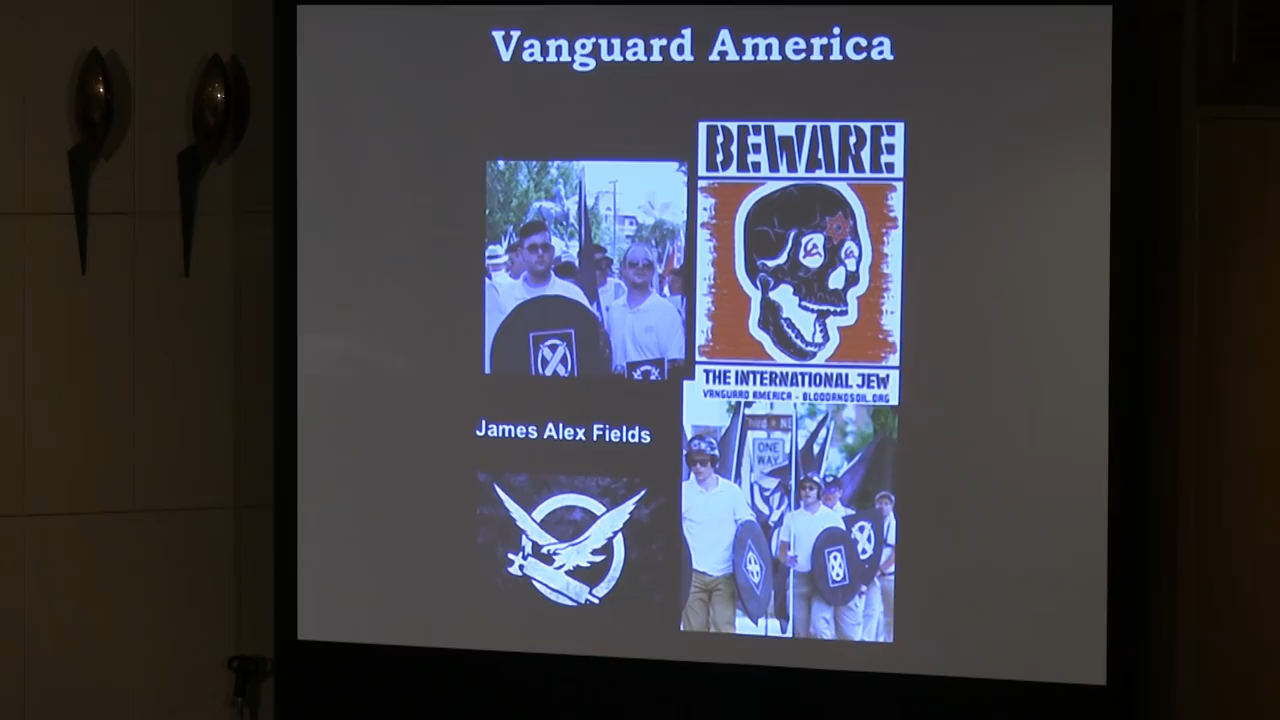 Vanguard America
BEWARE
THE INTERNATIONAL JEW
VANGUARD AMERICA - BLOODANDSOIL.ORG
James Alex Fields
ONE
WAY